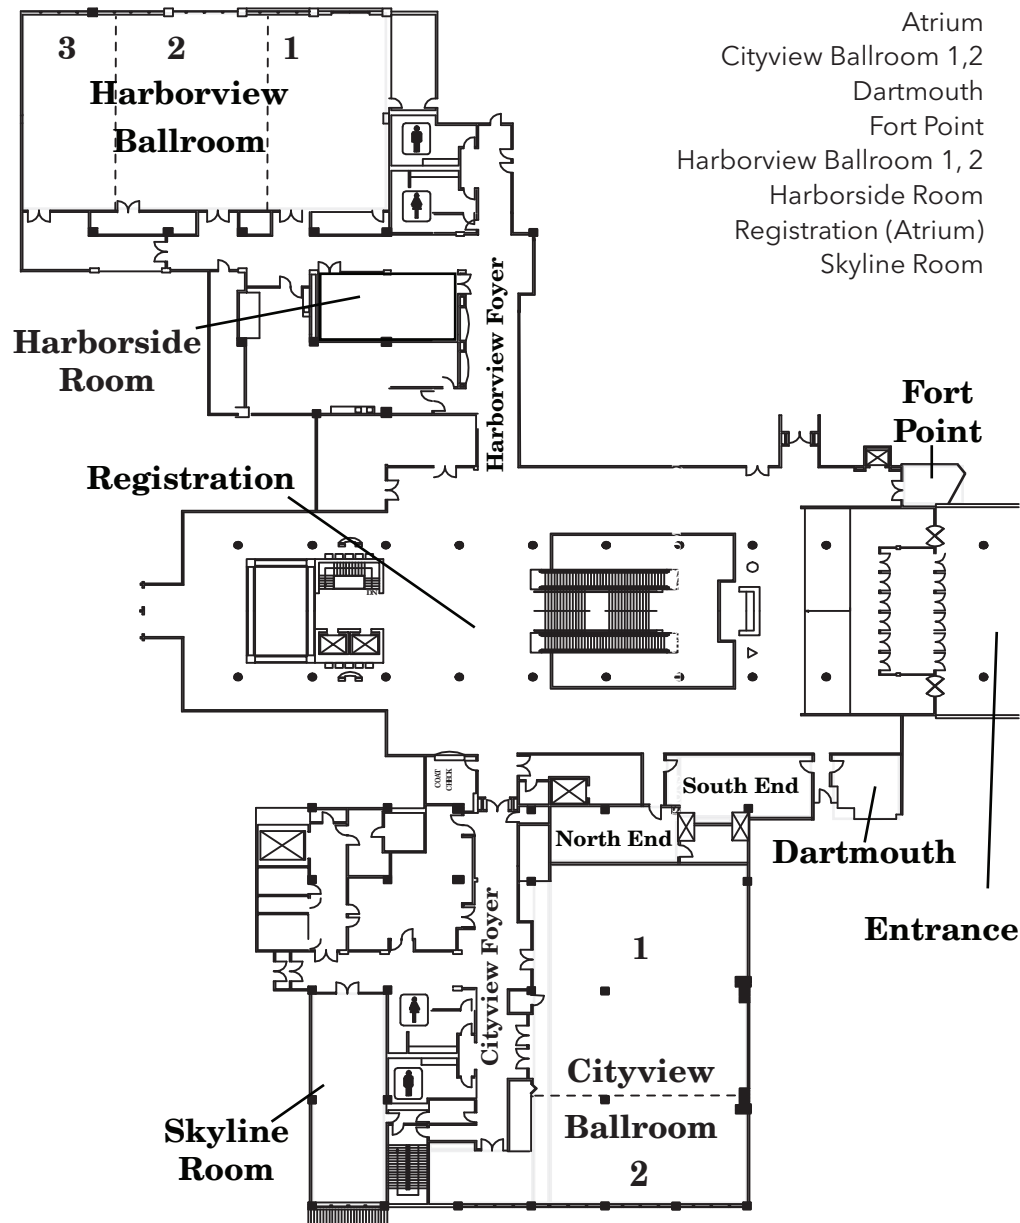 Atrium
Cityview Ballroom 1,2
Dartmouth
Fort Point
Harborview Ballroom 1, 2
Harborside Room
Registration (Atrium)
Skyline Room
3 2 1
Harborview
Ballroom
Harborview Foyer
Harborside
Room
Fort
Point
Registration
DN
COAT
CHECK
South End
North End
Dartmouth
Entrance
Cityview Foyer
1
Cityview
Ballroom
2
Skyline
Room